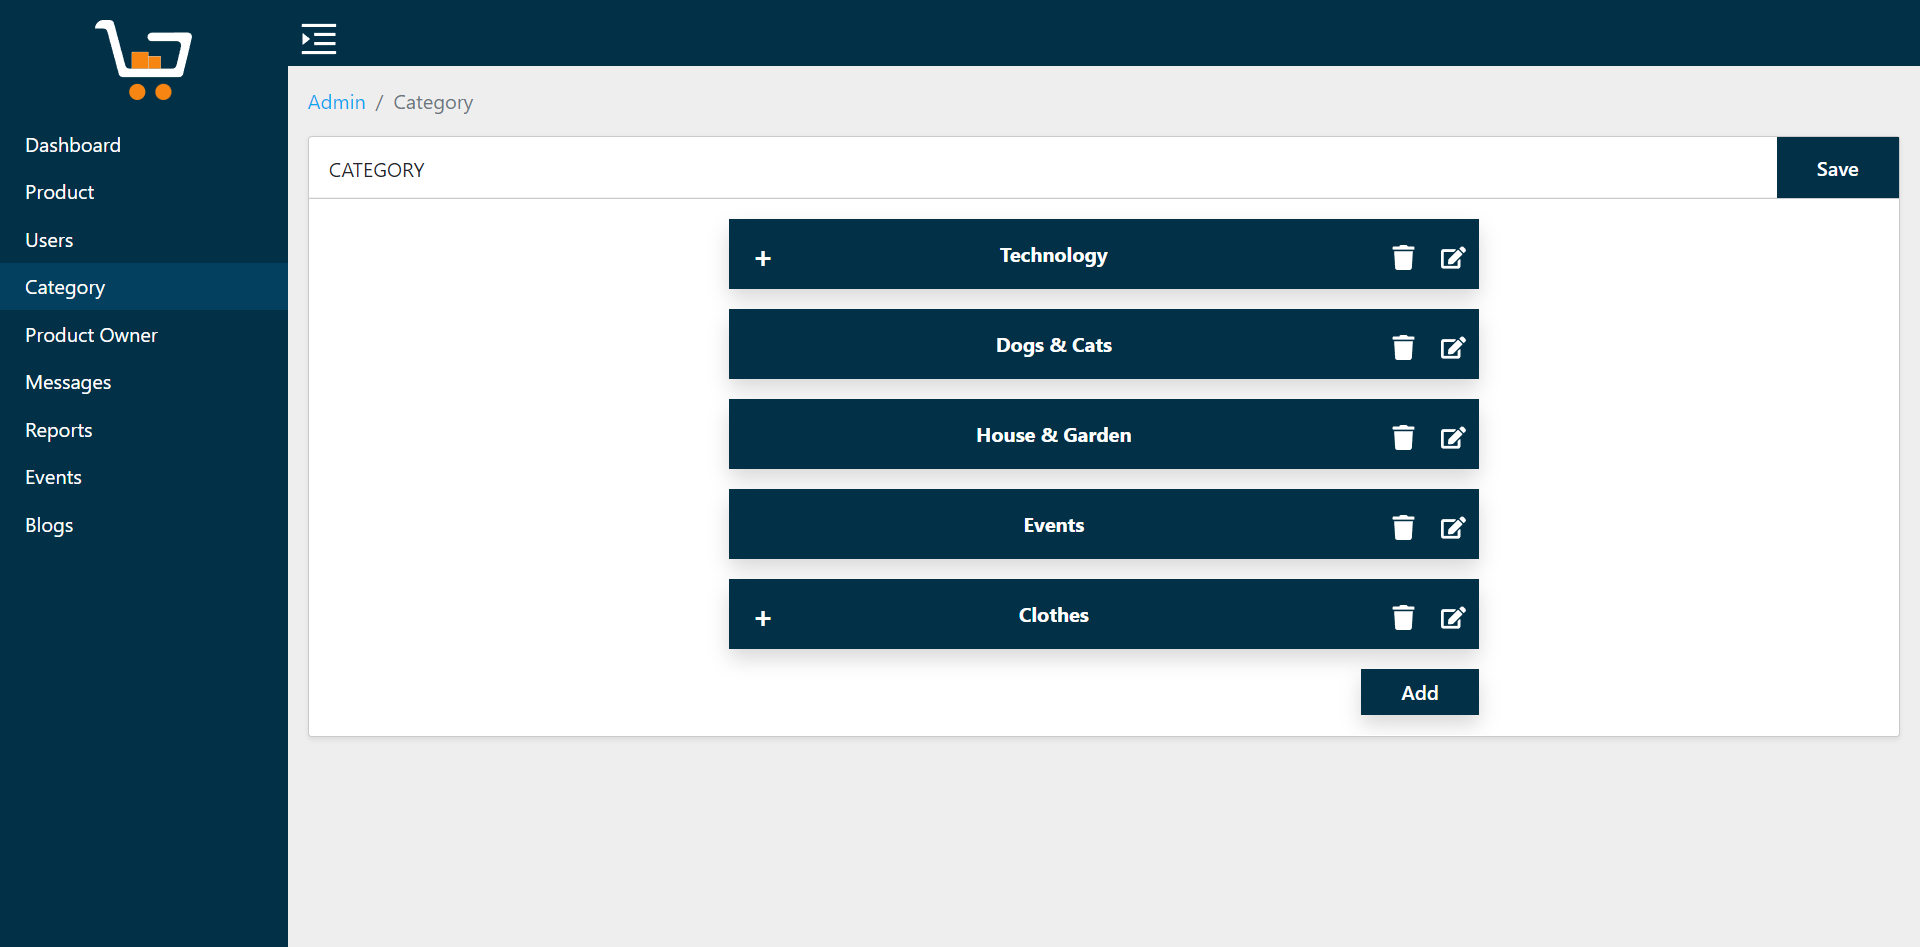 Dashboard
Product
Users
Category
Product Owner
Messages
Reports
Events
Blogs
Admin / Category
CATEGORY
Save
+ Technology
Dogs & Cats
House & Garden
Events
+ Clothes
Add